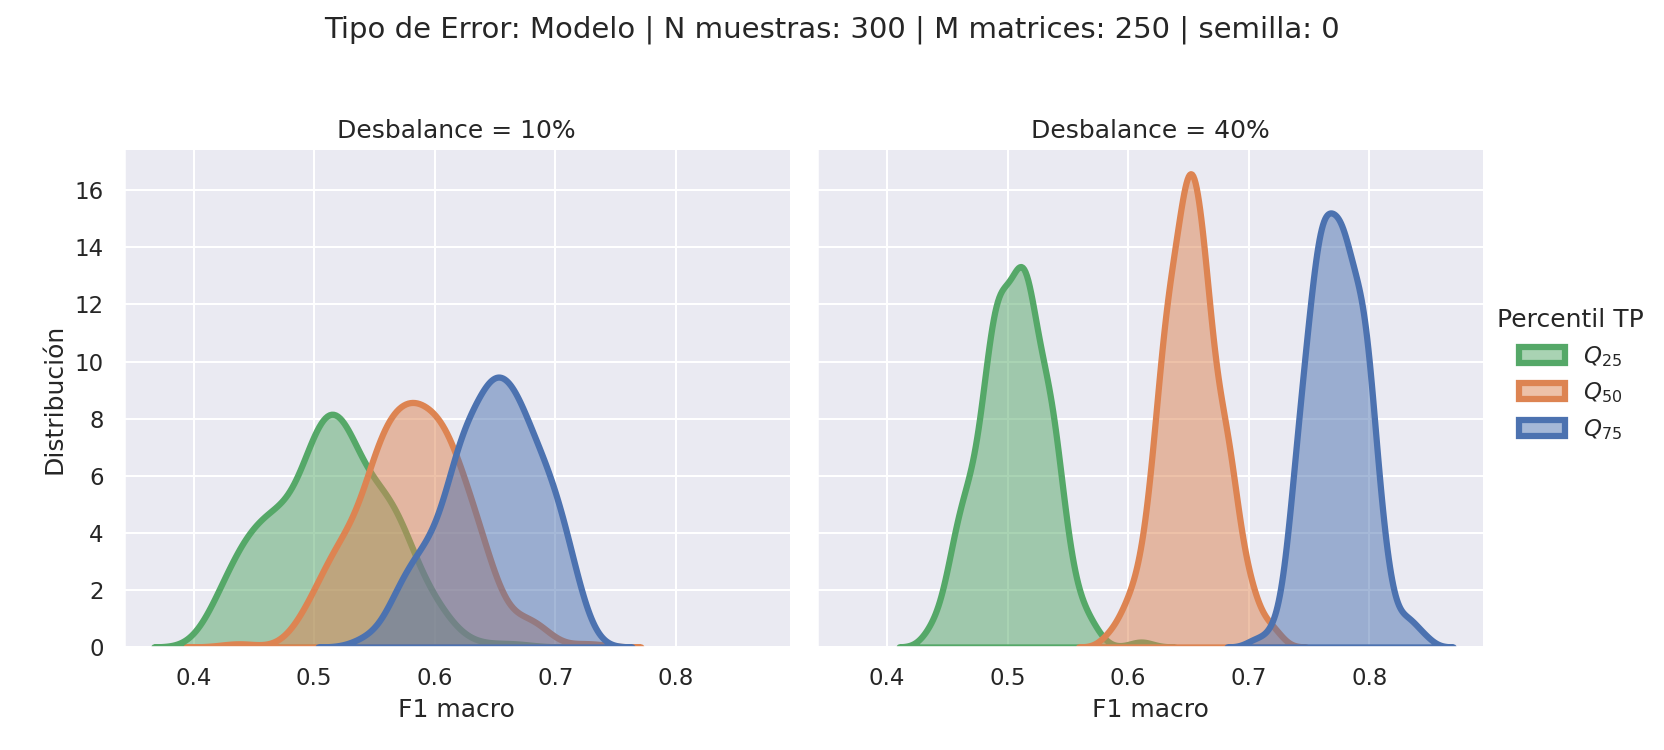 Tipo de Error: Modelo | N muestras: 300 | M matrices: 250 | semilla: 0
Desbalance = 10%
Desbalance = 40%
16
14
12
10
8
6
4
2
0
Distribución
0.4 0.5 0.6 0.7 0.8
0.4 0.5 0.6 0.7 0.8
F1 macro
F1 macro
Percentil TP
Q25
Q50
Q75